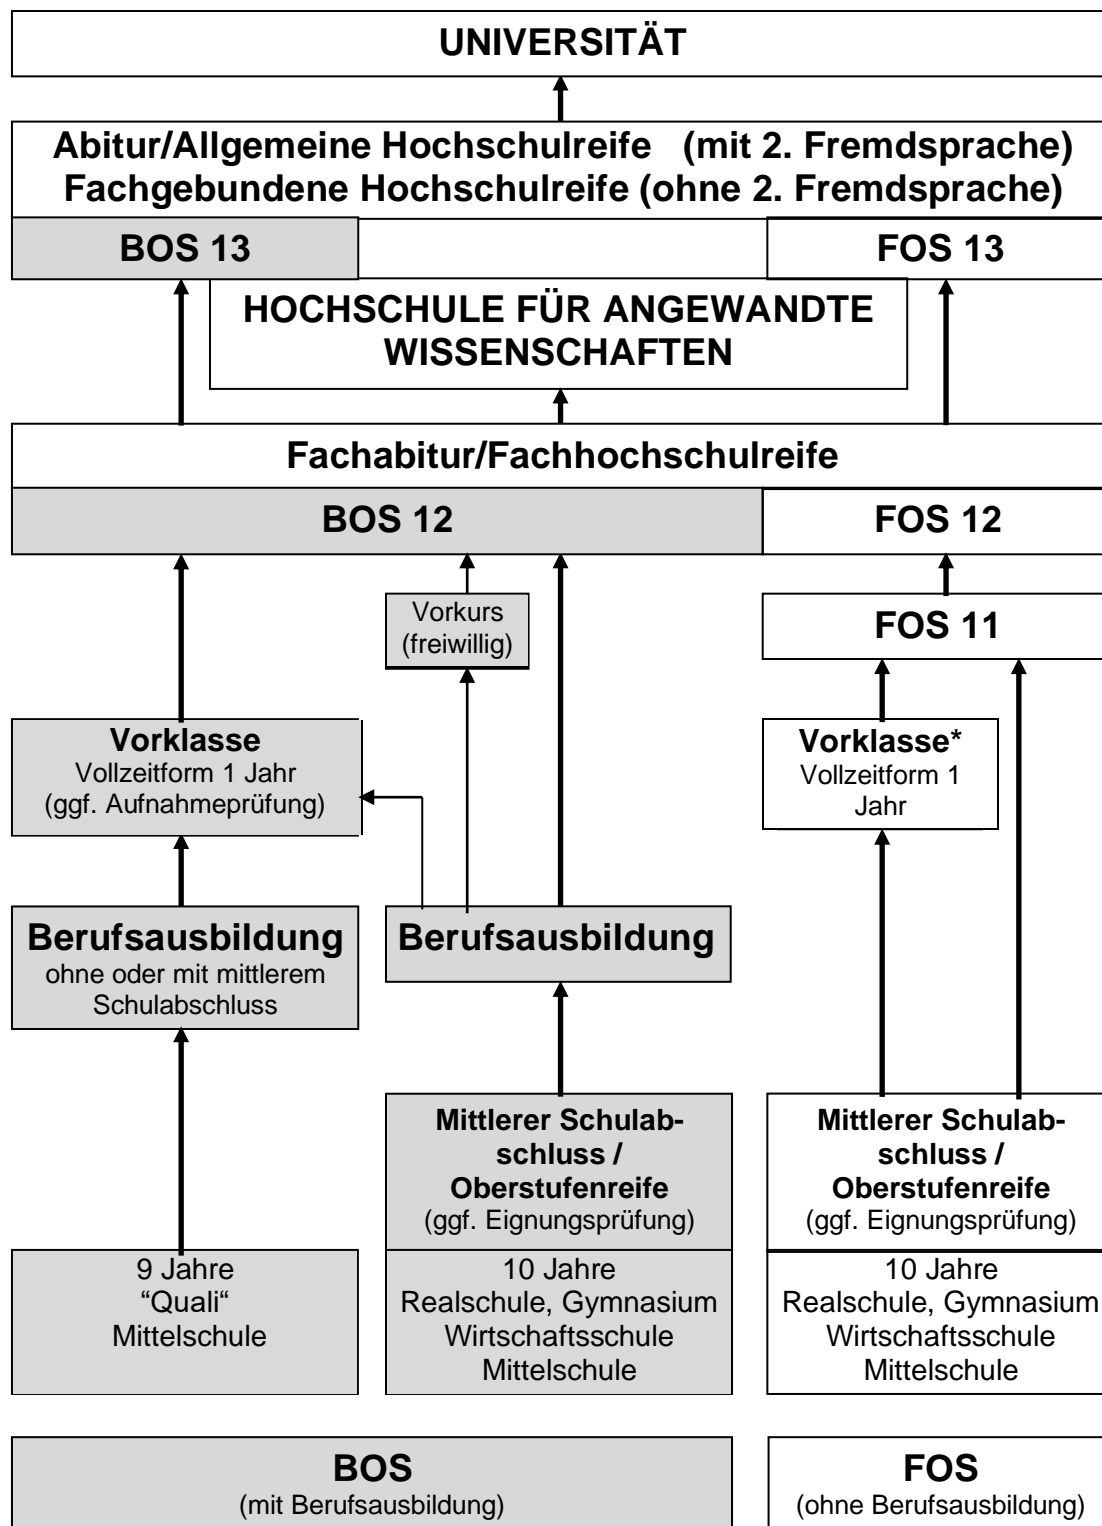 UNIVERSITÄT
Abitur/Allgemeine Hochschulreife (mit 2. Fremdsprache)
Fachgebundene Hochschulreife (ohne 2. Fremdsprache)
BOS 13
FOS 13
HOCHSCHULE FÜR ANGEWANDTE
WISSENSCHAFTEN
Fachabitur/Fachhochschulreife
BOS 12
FOS 12
Vorkurs
(freiwillig)
FOS 11
Vorklasse
Vollzeitform 1 Jahr
(ggf. Aufnahmeprüfung)
Vorklasse*
Vollzeitform 1
Jahr
Berufsausbildung
ohne oder mit mittlerem
Schulabschluss
Berufsausbildung
Mittlerer Schulab-
schluss /
Oberstufenreife
(ggf. Eignungsprüfung)
Mittlerer Schulab-
schluss /
Oberstufenreife
(ggf. Eignungsprüfung)
9 Jahre
“Quali“
Mittelschule
10 Jahre
Realschule, Gymnasium
Wirtschaftsschule
Mittelschule
10 Jahre
Realschule, Gymnasium
Wirtschaftsschule
Mittelschule
BOS
(mit Berufsausbildung)
FOS
(ohne Berufsausbildung)